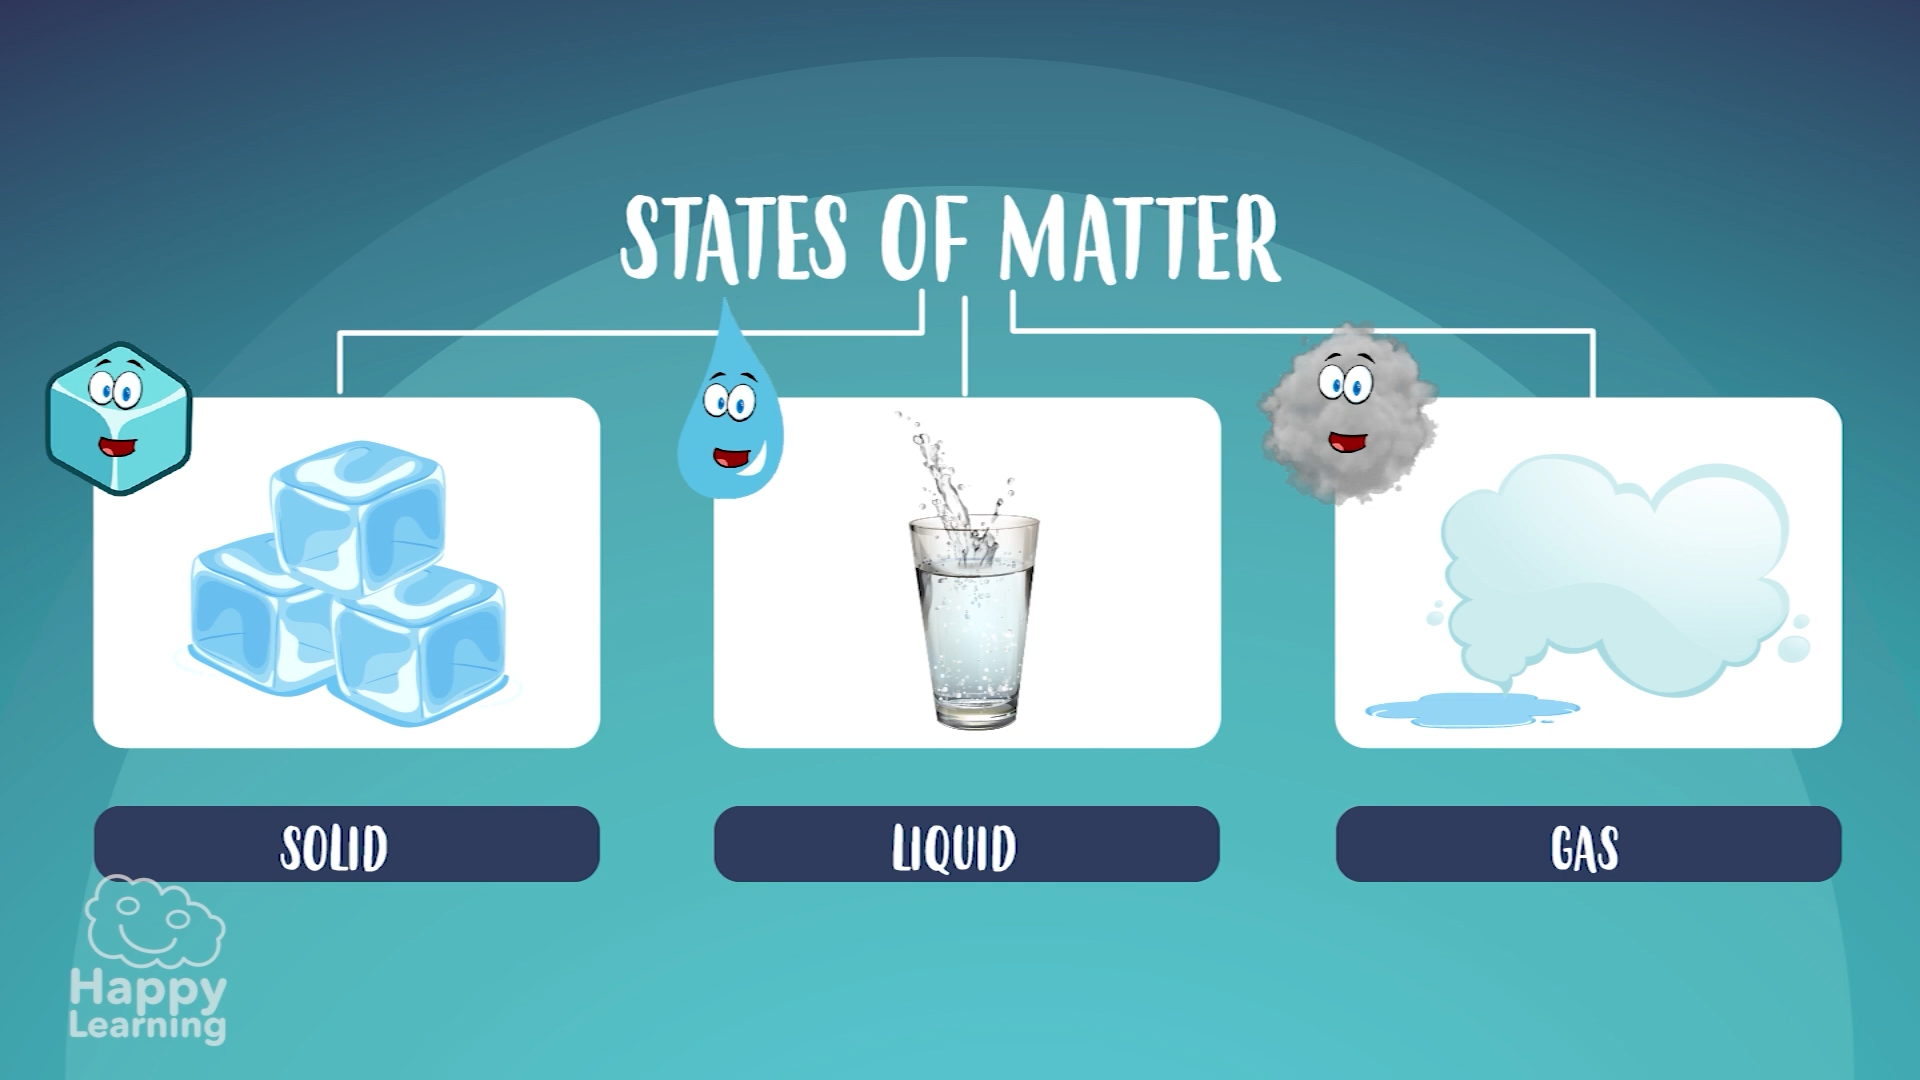 STATES OF MATTER
SOLID
LIQUID
GAS
Happy
Learning